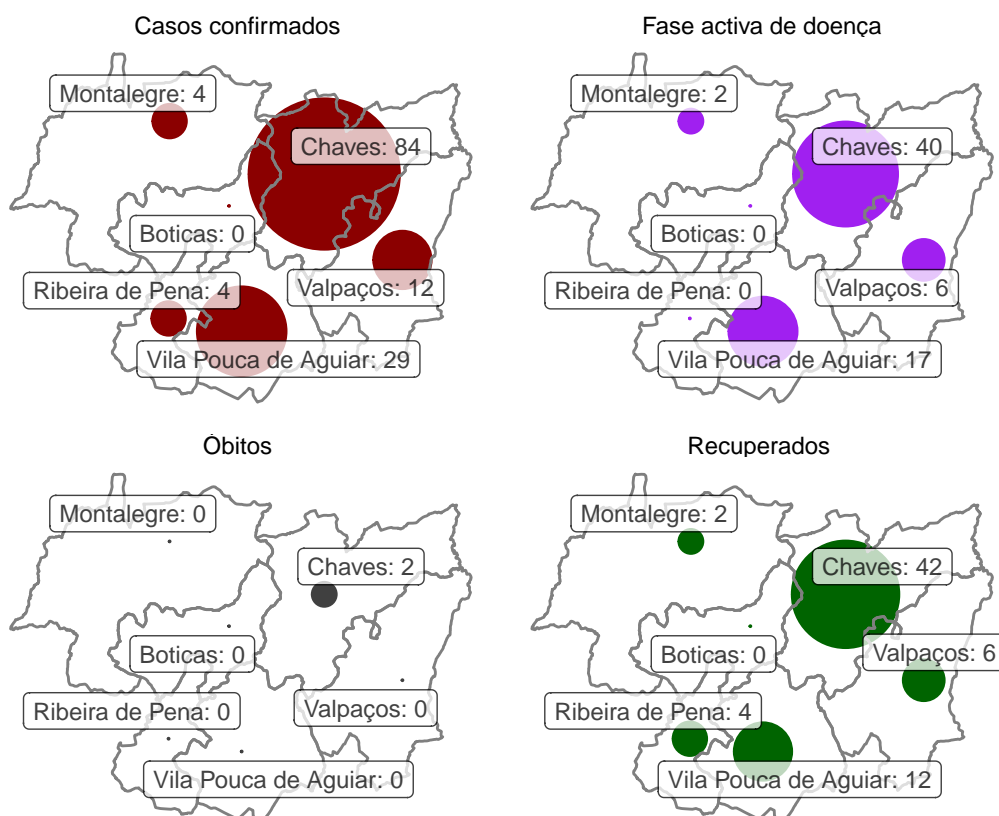 Casos confirmados
Montalegre: 4
Chaves: 84
Boticas: 0
Ribeira de Pena: 4
Valpaços: 12
Vila Pouca de Aguiar: 29
Fase activa de doença
Montalegre: 2
Chaves: 40
Boticas: 0
Ribeira de Pena: 0
Valpaços: 6
Vila Pouca de Aguiar: 17
Óbitos
Montalegre: 0
Chaves: 2
Boticas: 0
Ribeira de Pena: 0
Valpaços: 0
Vila Pouca de Aguiar: 0
Recuperados
Montalegre: 2
Chaves: 42
Boticas: 0
Valpaços: 6
Ribeira de Pena: 4
Vila Pouca de Aguiar: 12